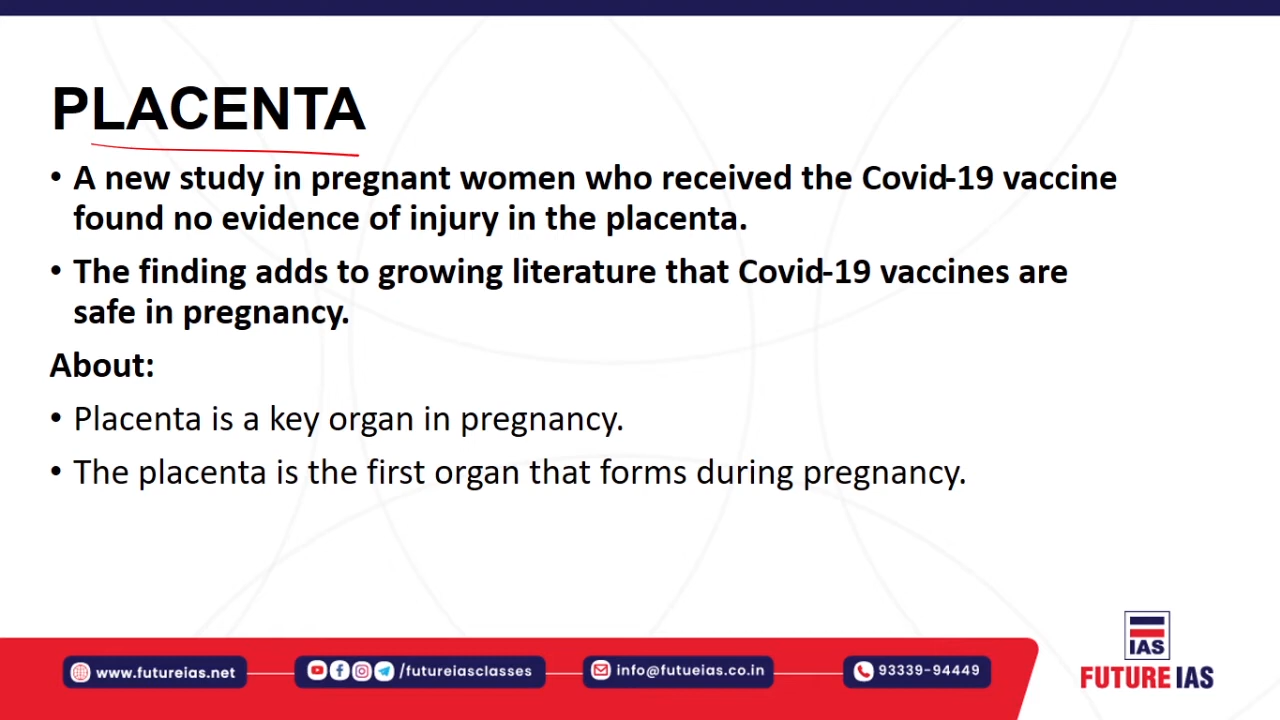 PLACENTA
• A new study in pregnant women who received the Covid-19 vaccine
found no evidence of injury in the placenta.
• The finding adds to growing literature that Covid-19 vaccines are
safe in pregnancy.
About:
• Placenta is a key organ in pregnancy.
• The placenta is the first organ that forms during pregnancy.
IAS
www.futureias.net /futureiasclasses info@futueias.co.in 93339-94449
FUTURE IAS